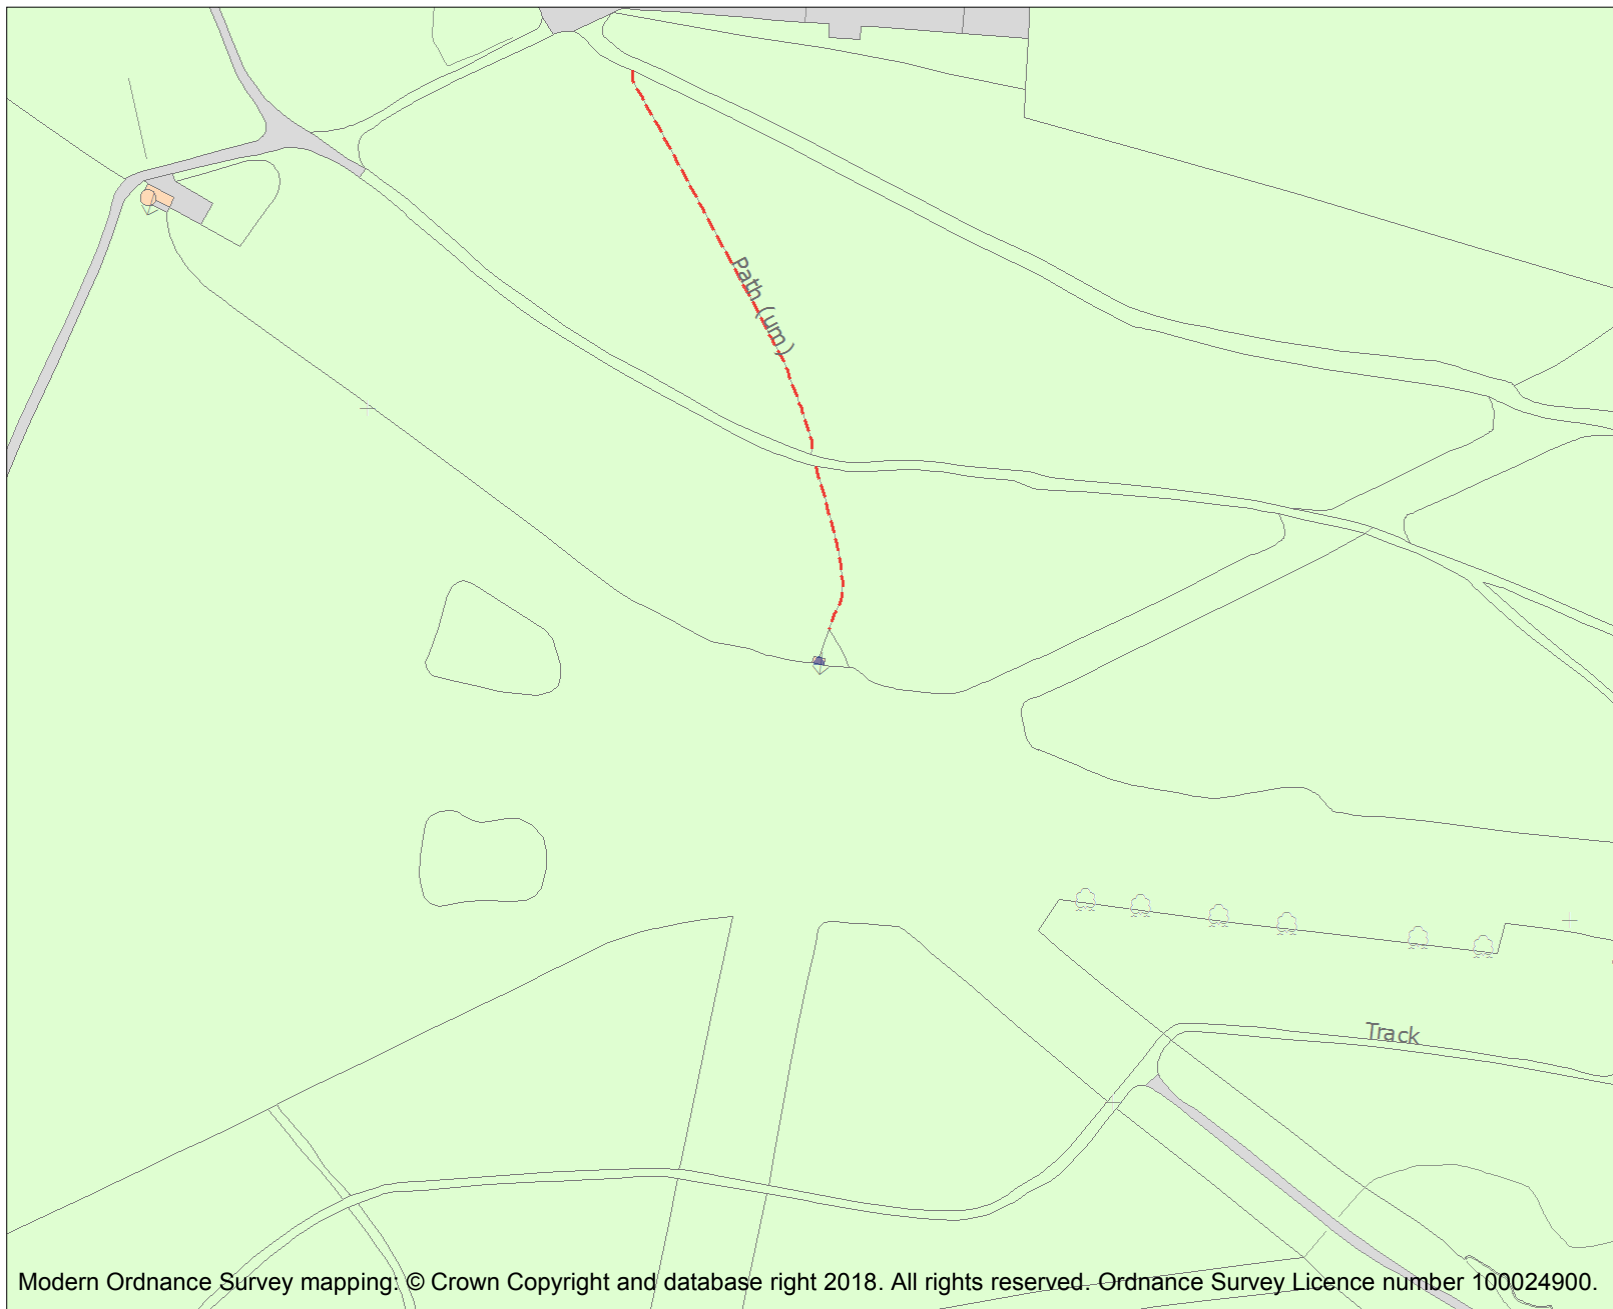 Path (um)
Track
Modern Ordnance Survey mapping: © Crown Copyright and database right 2018. All rights reserved. Ordnance Survey Licence number 100024900.